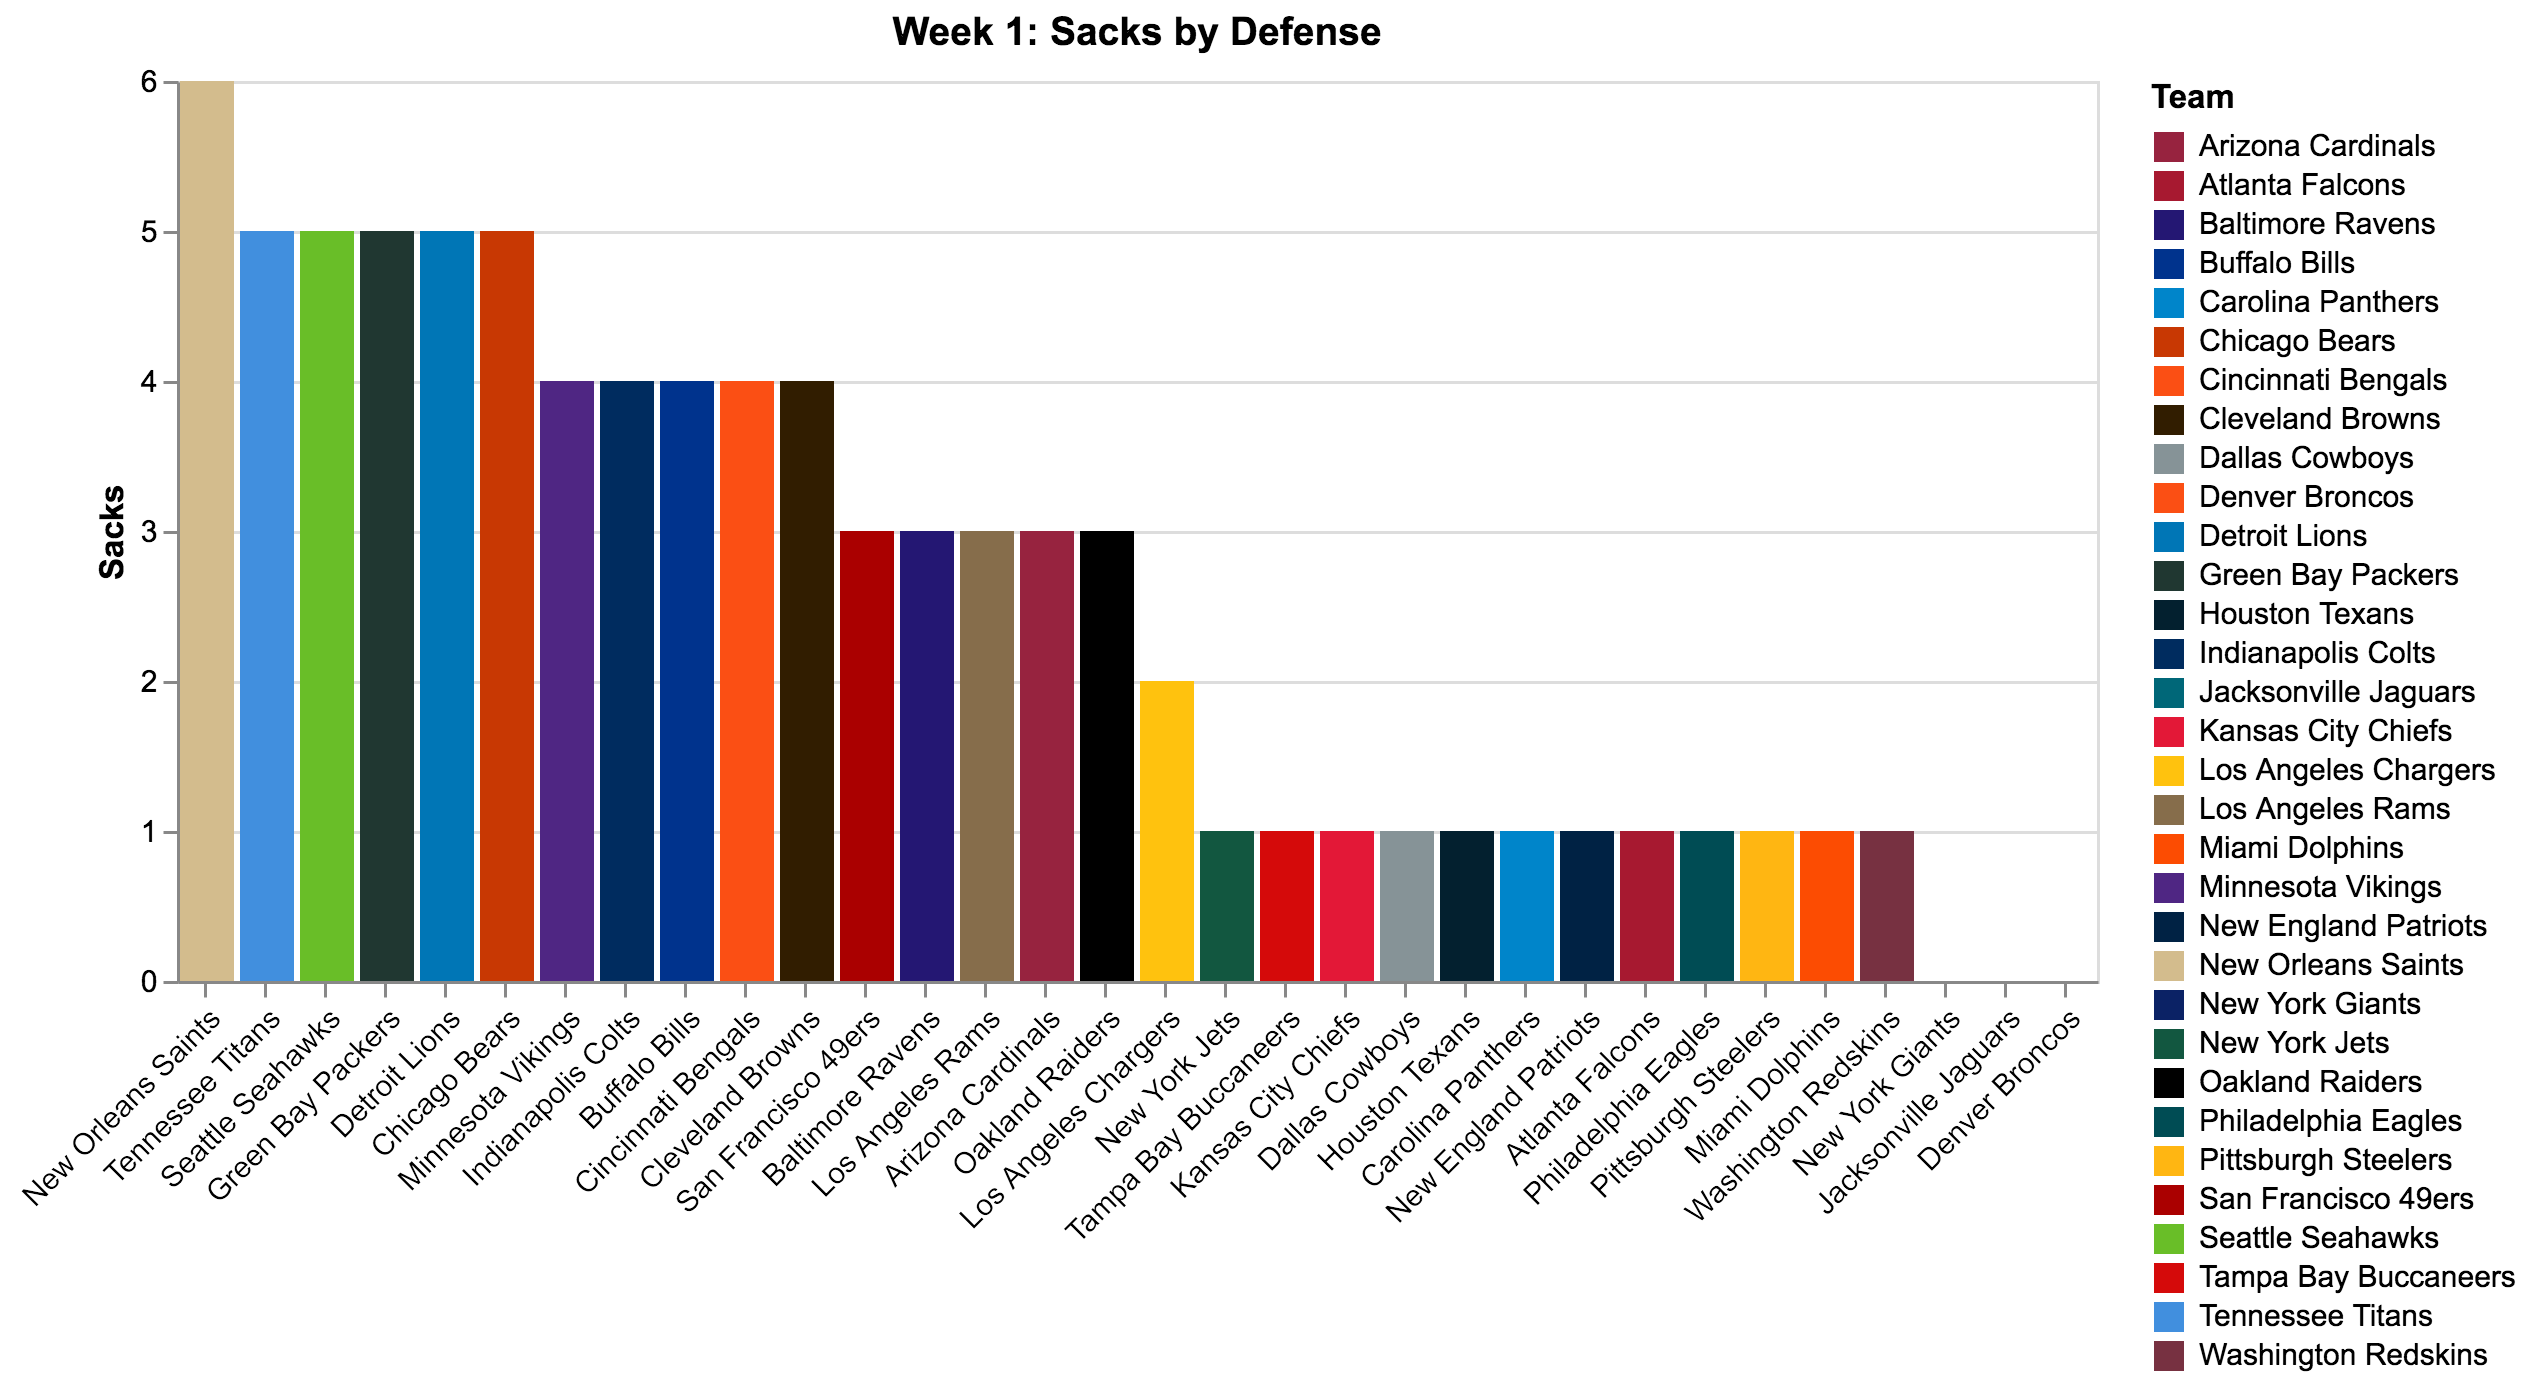 Week 1: Sacks by Defense
6
5
4
3
2
1
0
Sacks
New Orleans Saints
Tennessee Titans
Seattle Seahawks
Green Bay Packers
Detroit Lions
Chicago Bears
Minnesota Vikings
Indianapolis Colts
Buffalo Bills
Cincinnati Bengals
Cleveland Browns
San Francisco 49ers
Baltimore Ravens
Los Angeles Rams
Arizona Cardinals
Oakland Raiders
Los Angeles Chargers
New York Jets
Tampa Bay Buccaneers
Kansas City Chiefs
Dallas Cowboys
Houston Texans
Carolina Panthers
New England Patriots
Atlanta Falcons
Philadelphia Eagles
Pittsburgh Steelers
Miami Dolphins
Washington Redskins
New York Giants
Jacksonville Jaguars
Denver Broncos
Team
Arizona Cardinals
Atlanta Falcons
Baltimore Ravens
Buffalo Bills
Carolina Panthers
Chicago Bears
Cincinnati Bengals
Cleveland Browns
Dallas Cowboys
Denver Broncos
Detroit Lions
Green Bay Packers
Houston Texans
Indianapolis Colts
Jacksonville Jaguars
Kansas City Chiefs
Los Angeles Chargers
Los Angeles Rams
Miami Dolphins
Minnesota Vikings
New England Patriots
New Orleans Saints
New York Giants
New York Jets
Oakland Raiders
Philadelphia Eagles
Pittsburgh Steelers
San Francisco 49ers
Seattle Seahawks
Tampa Bay Buccaneers
Tennessee Titans
Washington Redskins